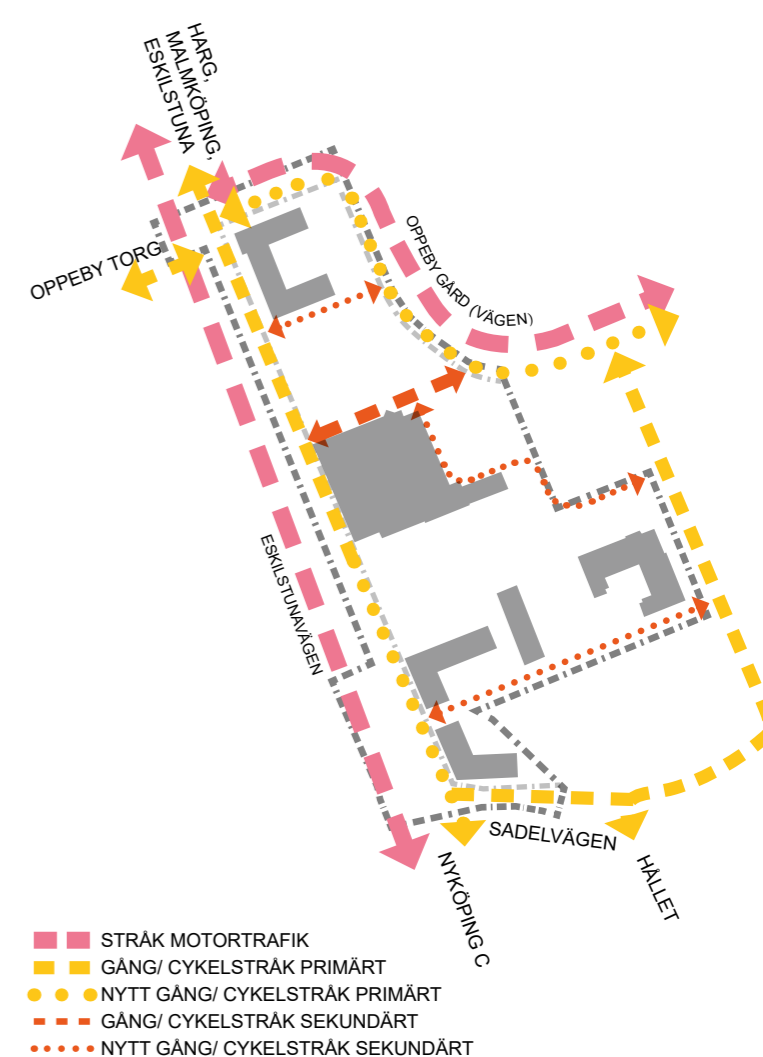 HARG,
MALMKÖPING,
ESKILSTUNA
OPPEBY TORG
OPPEBY GÅRD (VÄGEN)
ESKILSTUNAVÄGEN
SADELVÄGEN
NYKÖPING C
HÅLLET
STRÅK MOTORTRAFIK
GÅNG/ CYKELSTRÅK PRIMÄRT
NYTT GÅNG/ CYKELSTRÅK PRIMÄRT
GÅNG/ CYKELSTRÅK SEKUNDÄRT
NYTT GÅNG/ CYKELSTRÅK SEKUNDÄRT